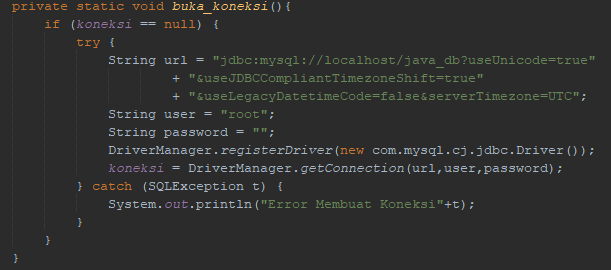 private static void buka_koneksi(){
if (koneksi == null) {
try {
String url = "jdbc:mysql://localhost/java_db?useUnicode=true"
+ "&useJDBCCompliantTimezoneShift=true"
+ "&useLegacyDatetimeCode=false&serverTimezone=UTC";
String user = "root";
String password = "";
DriverManager.registerDriver(new com.mysql.cj.jdbc.Driver());
koneksi = DriverManager.getConnection(url,user,password);
} catch (SQLException t) {
System.out.println("Error Membuat Koneksi"+t);
}
}
}